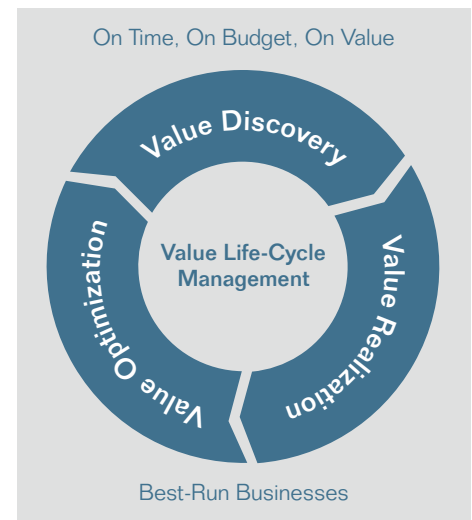 On Time, On Budget, On Value
Value Discovery
Value Life-Cycle
Management
Value Realization
Value Optimization
Best-Run Businesses